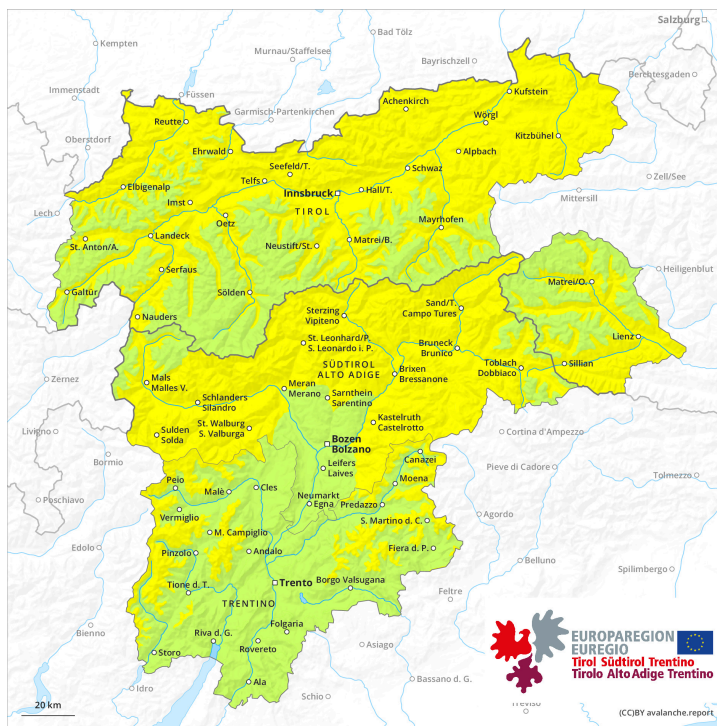 Salzburg
Bad Tölz
Kempten
Murnau/Staffelsee
Bayrischzell
Berchtesgaden
Immenstadt
Füssen
Achenkirch
Kufstein
Garmisch-Partenkirchen
Reutte
Wörgl
Oberstdorf
Kitzbühel
Ehrwald
Alpbach
Seefeld/T.
Schwaz
Zell/See
Elbigenalp
Telfs
Innsbruck
Hall/T.
Mittersill
Imst
TIROL
Lech
Oetz
Mayrhofen
Landeck
Neustift/St.
Matrei/B.
St. Anton/A.
Serfaus
Heiligenblut
Matrei/O.
Galtür
Sölden
Sand/T.
Campo Tures
Nauders
Sterzing
Vipiteno
Lienz
St. Leonhard/P.
S. Leonardo i. P.
Bruneck
Brunico
Toblach
Dobbiaco
Sillian
SÜDTIROL
ALTO ADIGE
Brixen
Bressanone
Zernez
Mals
Malles V.
Meran
Merano
Sarnthein
Sarentino
Schlanders
Silandro
Kastelruth
Castelrotto
St. Walburg
S. Valburga
Livigno
Sulden
Solda
Cortina d'Ampezzo
Bozen
Bolzano
Bormio
Canazei
Pieve di Cadore
Leifers
Laives
Tolmezzo
Peio
Moena
Malè
Cles
Poschiavo
Neumarkt
Egna
Predazzo
Vermiglio
Agordo
S. Martino d. C.
M. Campiglio
Edolo
Pinzolo
Andalo
Fiera d. P.
Belluno
Spilimbergo
Trento
Borgo Valsugana
Tione d. T.
Feltre
TRENTINO
Folgaria
Bienno
Riva d. G.
Storo
Rovereto
Asiago
Idro
Ala
Bassano d. G.
Schio
Treviso
EUROPAREGION
EUREGIO
Tirol Südtirol Trentino
Tirolo Alto Adige Trentino
20 km
(CC)BY avalanche.report